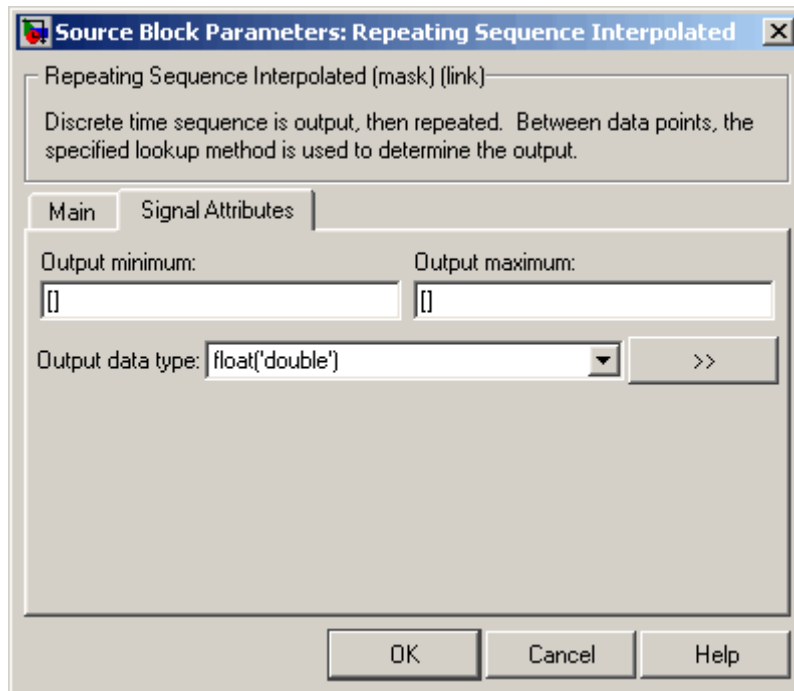 Source Block Parameters: Repeating Sequence Interpolated
Repeating Sequence Interpolated (mask) (link)
Discrete time sequence is output, then repeated. Between data points, the
specified lookup method is used to determine the output.
Main Signal Attributes
Output minimum: Output maximum:
[] []
Output data type: float('double') >>
OK Cancel Help